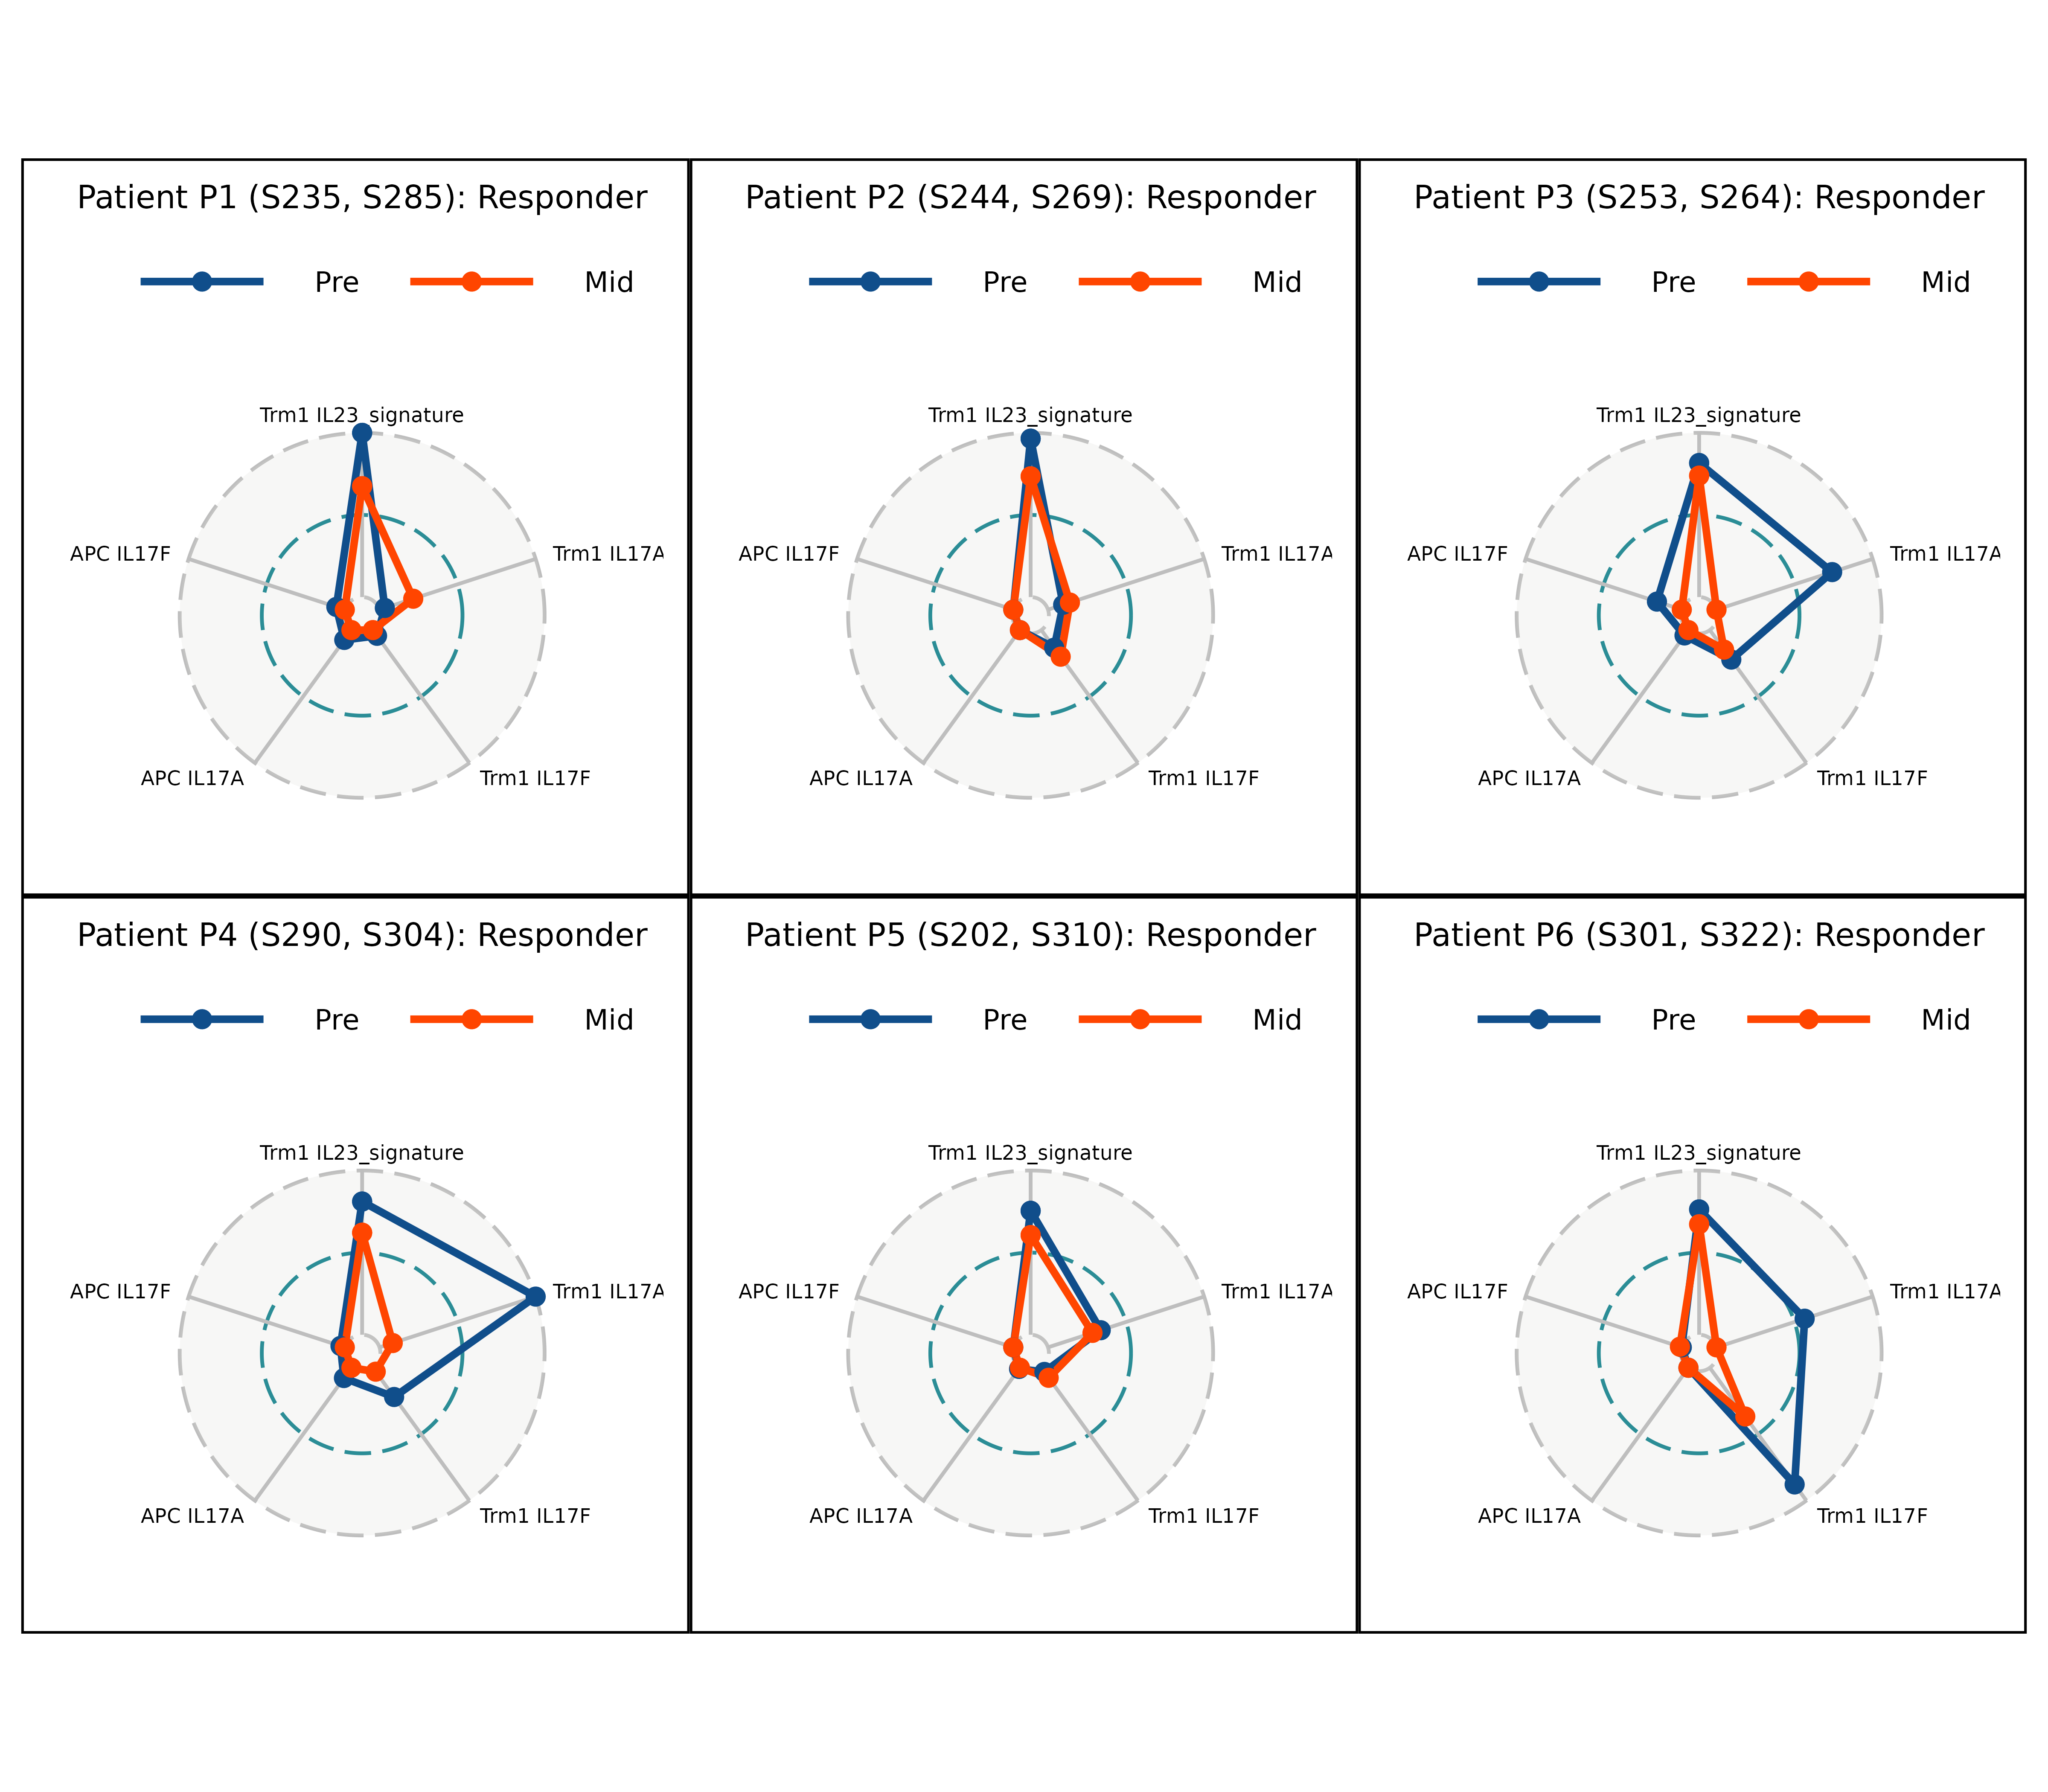 Patient P1 (S235, S285): Responder
Pre Mid
Trm1 IL23_signature
APC IL17F
Trm1 IL17A
APC IL17A
Trm1 IL17F
Patient P2 (S244, S269): Responder
Pre Mid
Trm1 IL23_signature
APC IL17F
Trm1 IL17A
APC IL17A
Trm1 IL17F
Patient P3 (S253, S264): Responder
Pre Mid
Trm1 IL23_signature
APC IL17F
Trm1 IL17A
APC IL17A
Trm1 IL17F
Patient P4 (S290, S304): Responder
Pre Mid
Trm1 IL23_signature
APC IL17F
Trm1 IL17A
APC IL17A
Trm1 IL17F
Patient P5 (S202, S310): Responder
Pre Mid
Trm1 IL23_signature
APC IL17F
Trm1 IL17A
APC IL17A
Trm1 IL17F
Patient P6 (S301, S322): Responder
Pre Mid
Trm1 IL23_signature
APC IL17F
Trm1 IL17A
APC IL17A
Trm1 IL17F